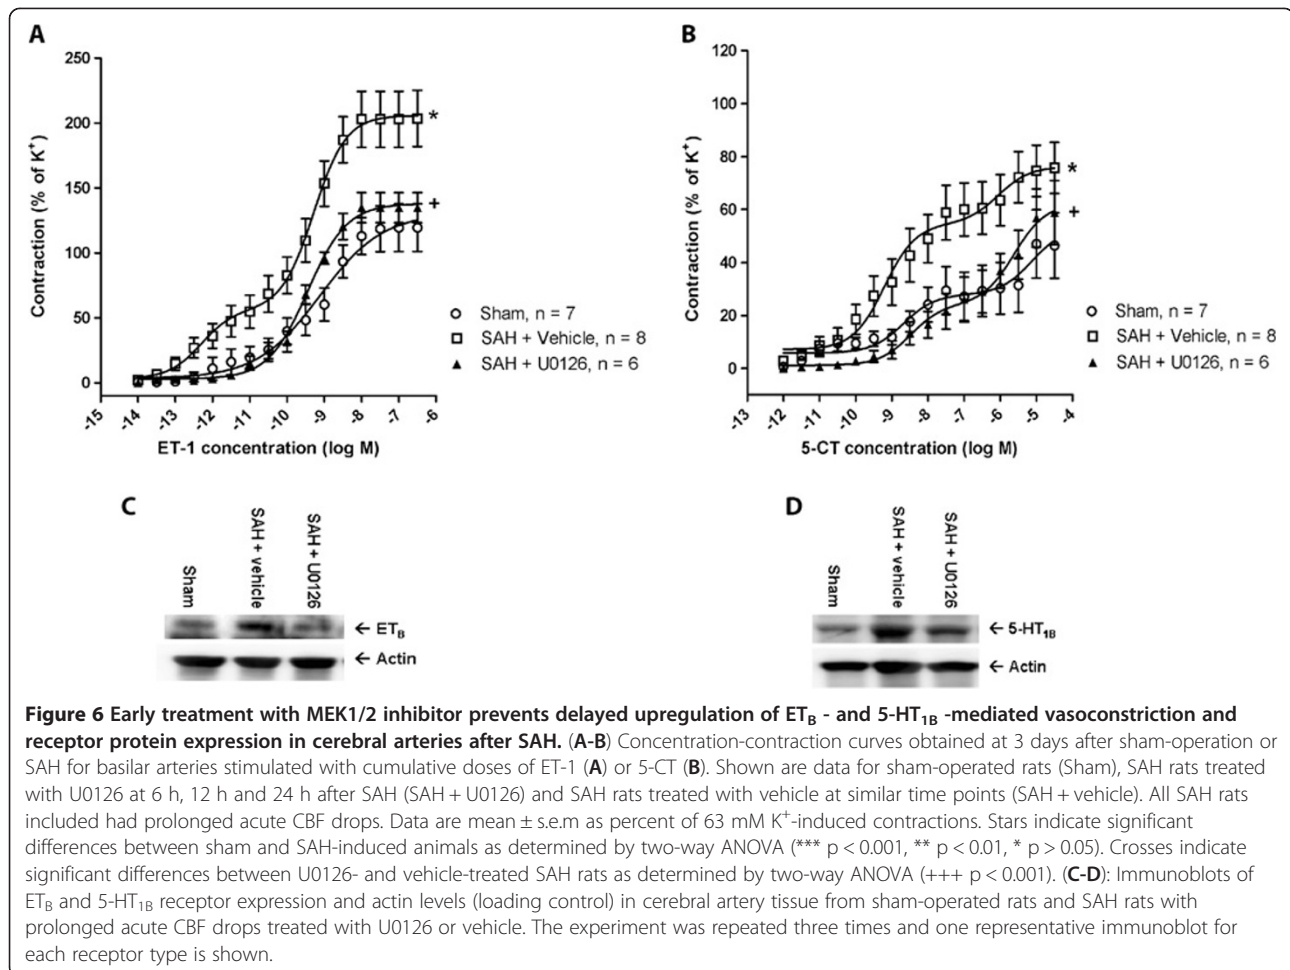 A
250
200
150
100
50
0
Contraction (% of K⁺)
*
+
-15
-14
-13
-12
-11
-10
-9
-8
-7
-6
ET-1 concentration (log M)
Sham, n = 7
SAH + Vehicle, n = 8
SAH + U0126, n = 6
B
120
100
80
60
40
20
0
Contraction (% of K⁺)
*
+
-13
-12
-11
-10
-9
-8
-7
-6
-5
-4
5-CT concentration (log M)
Sham, n = 7
SAH + Vehicle, n = 8
SAH + U0126, n = 6
C
Sham
SAH + vehicle
SAH + U0126
← ET_B
← Actin
D
Sham
SAH + vehicle
SAH + U0126
← 5-HT_1B
← Actin
Figure 6 Early treatment with MEK1/2 inhibitor prevents delayed upregulation of ET_B - and 5-HT_1B -mediated vasoconstriction and
receptor protein expression in cerebral arteries after SAH. (A-B) Concentration-contraction curves obtained at 3 days after sham-operation or
SAH for basilar arteries stimulated with cumulative doses of ET-1 (A) or 5-CT (B). Shown are data for sham-operated rats (Sham), SAH rats treated
with U0126 at 6 h, 12 h and 24 h after SAH (SAH + U0126) and SAH rats treated with vehicle at similar time points (SAH + vehicle). All SAH rats
included had prolonged acute CBF drops. Data are mean ± s.e.m as percent of 63 mM K⁺-induced contractions. Stars indicate significant
differences between sham and SAH-induced animals as determined by two-way ANOVA (*** p < 0.001, ** p < 0.01, * p > 0.05). Crosses indicate
significant differences between U0126- and vehicle-treated SAH rats as determined by two-way ANOVA (+++ p < 0.001). (C-D): Immunoblots of
ET_B and 5-HT_1B receptor expression and actin levels (loading control) in cerebral artery tissue from sham-operated rats and SAH rats with
prolonged acute CBF drops treated with U0126 or vehicle. The experiment was repeated three times and one representative immunoblot for
each receptor type is shown.